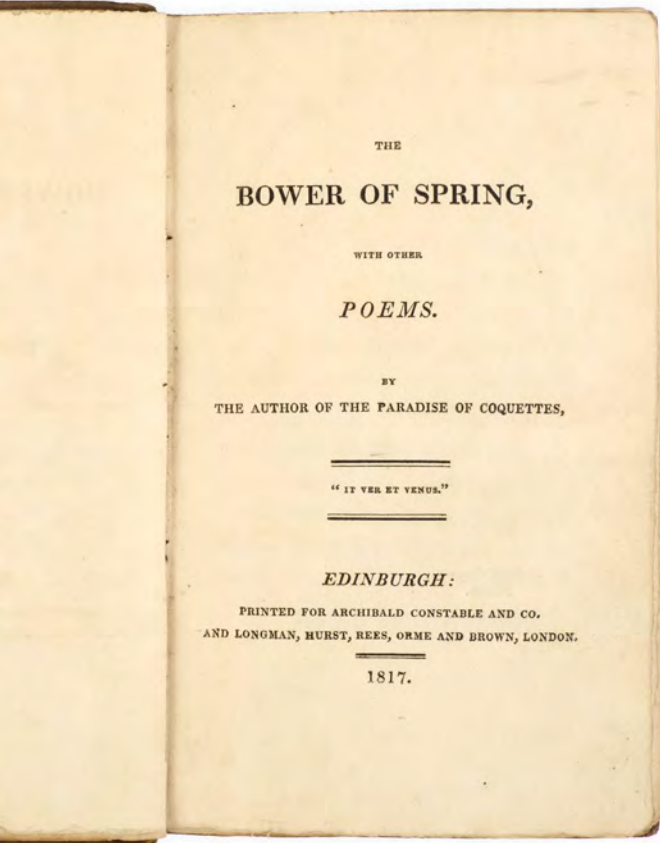 THE
BOWER OF SPRING,
WITH OTHER
POEMS.
BY
THE AUTHOR OF THE PARADISE OF COQUETTES,
“ IT VER ET VENUS.”
EDINBURGH:
PRINTED FOR ARCHIBALD CONSTABLE AND CO.
AND LONGMAN, HURST, REES, ORME AND BROWN, LONDON.
1817.